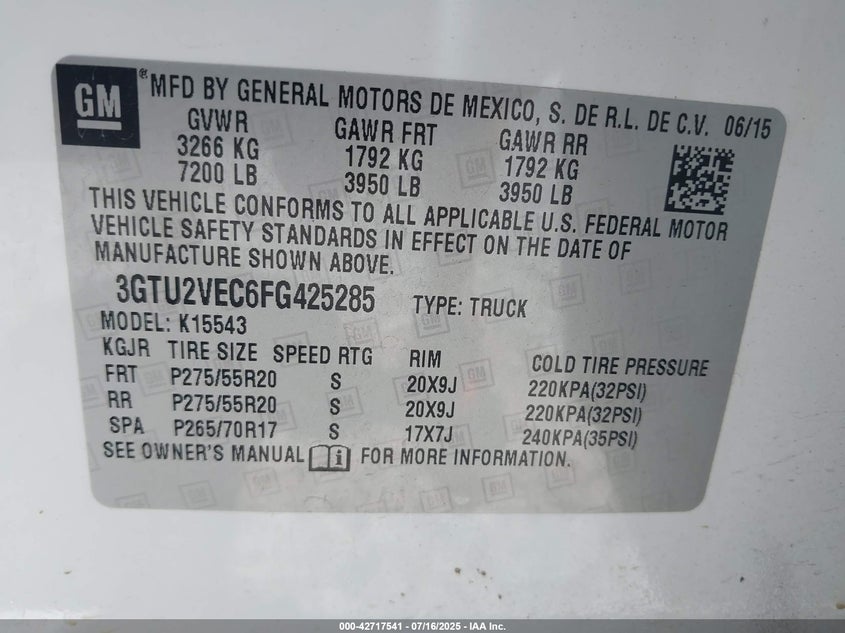 GM
® MFD BY GENERAL MOTORS DE MEXICO, S. DE R.L. DE C.V. 06/15
GVWR GAWR FRT GAWR RR
3266 KG 1792 KG 1792 KG
7200 LB 3950 LB 3950 LB
THIS VEHICLE CONFORMS TO ALL APPLICABLE U.S. FEDERAL MOTOR
VEHICLE SAFETY STANDARDS IN EFFECT ON THE DATE OF
MANUFACTURE SHOWN ABOVE.
3GTU2VEC6FG425285 TYPE: TRUCK
MODEL: K15543
KGJR TIRE SIZE SPEED RTG RIM COLD TIRE PRESSURE
FRT P275/55R20 S 20X9J 220KPA(32PSI)
RR P275/55R20 S 20X9J 220KPA(32PSI)
SPA P265/70R17 S 17X7J 240KPA(35PSI)
SEE OWNER'S MANUAL i FOR MORE INFORMATION.
000-42717541 - 07/16/2025 - IAA Inc.